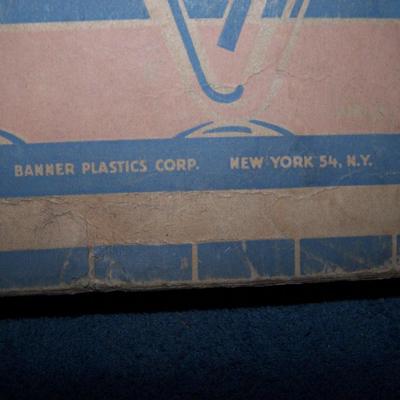 BANNER PLASTICS CORP. NEW YORK 54, N.Y.